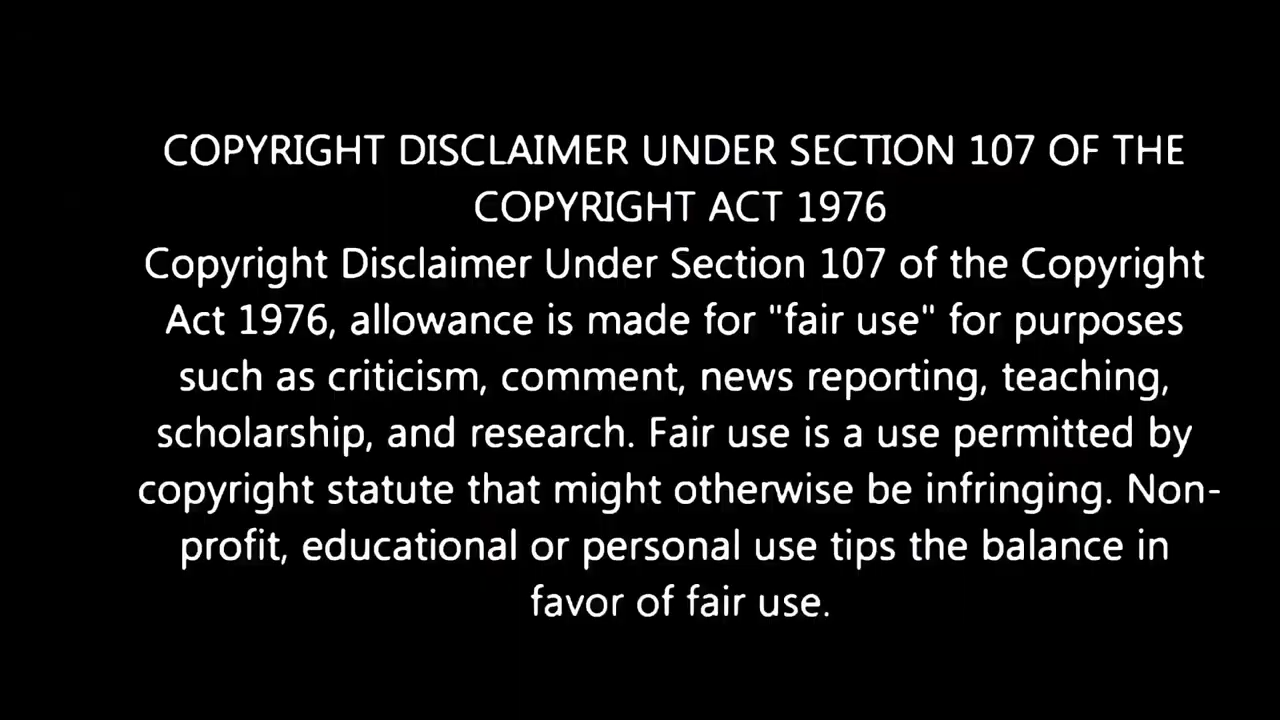 COPYRIGHT DISCLAIMER UNDER SECTION 107 OF THE
COPYRIGHT ACT 1976
Copyright Disclaimer Under Section 107 of the Copyright
Act 1976, allowance is made for "fair use" for purposes
such as criticism, comment, news reporting, teaching,
scholarship, and research. Fair use is a use permitted by
copyright statute that might otherwise be infringing. Non-
profit, educational or personal use tips the balance in
favor of fair use.